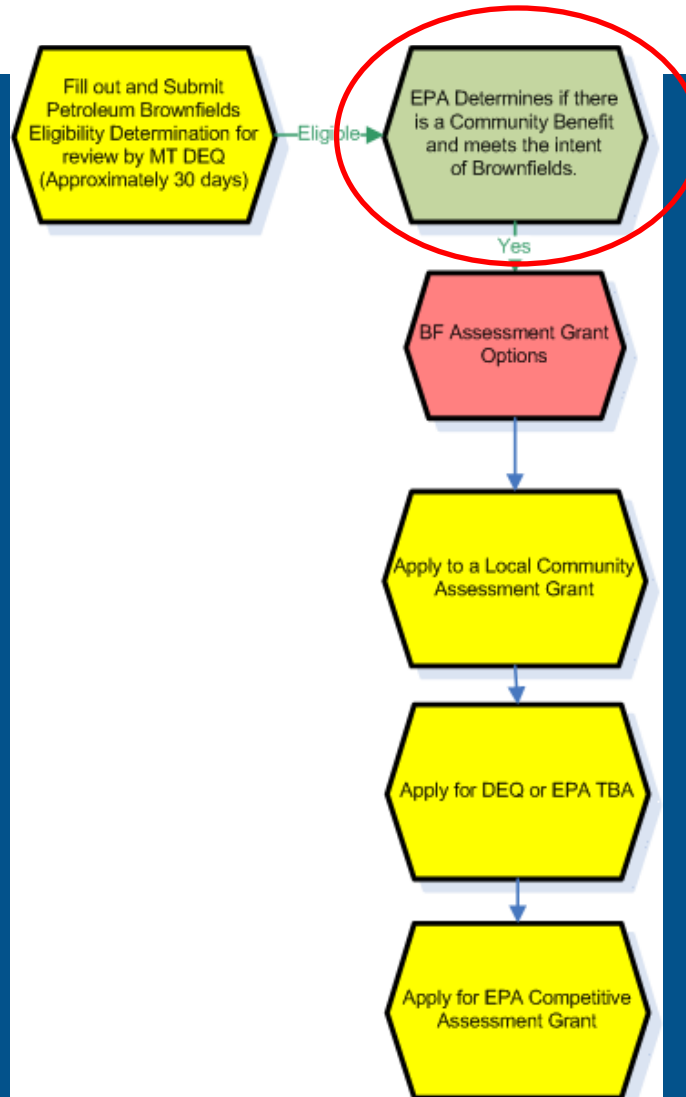 Fill out and Submit
Petroleum Brownfields
Eligibility Determination for
review by MT DEQ
(Approximately 30 days)
Eligible
EPA Determines if there
is a Community Benefit
and meets the intent
of Brownfields.
Yes
BF Assessment Grant
Options
Apply to a Local Community
Assessment Grant
Apply for DEQ or EPA TBA
Apply for EPA Competitive
Assessment Grant